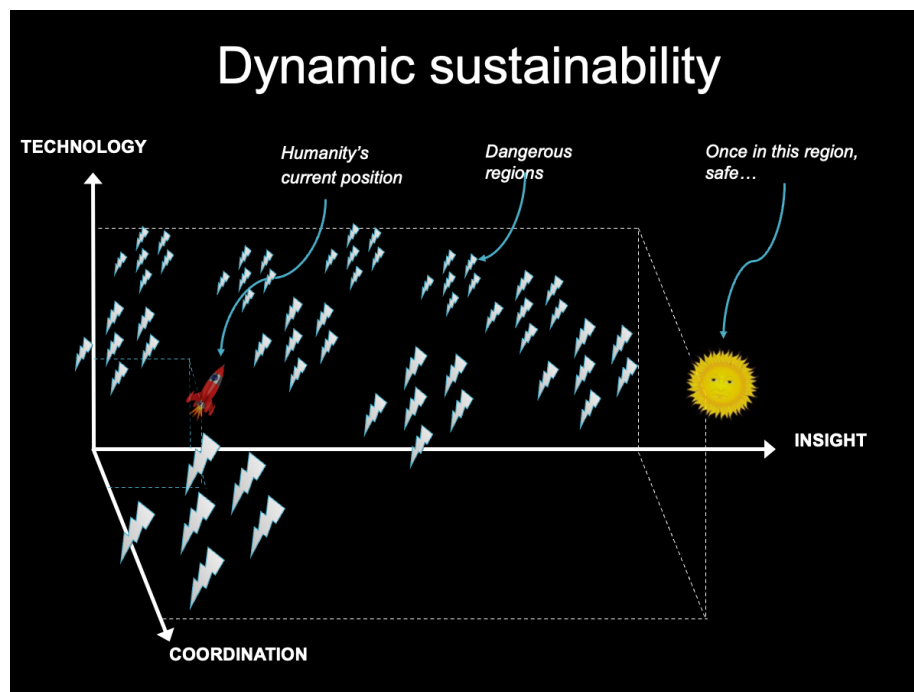 Dynamic sustainability
TECHNOLOGY
Humanity's
current position
Dangerous
regions
Once in this region,
safe…
INSIGHT
COORDINATION